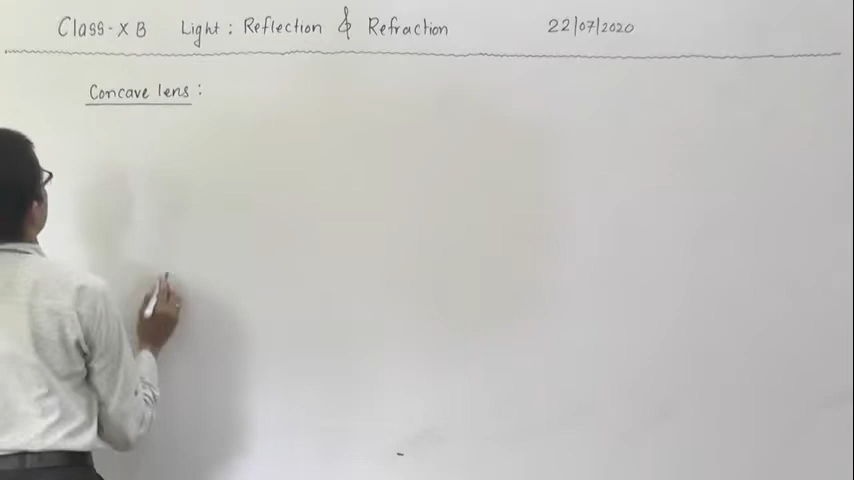 Class-X B Light : Reflection & Refraction 22/07/2020
Concave lens :